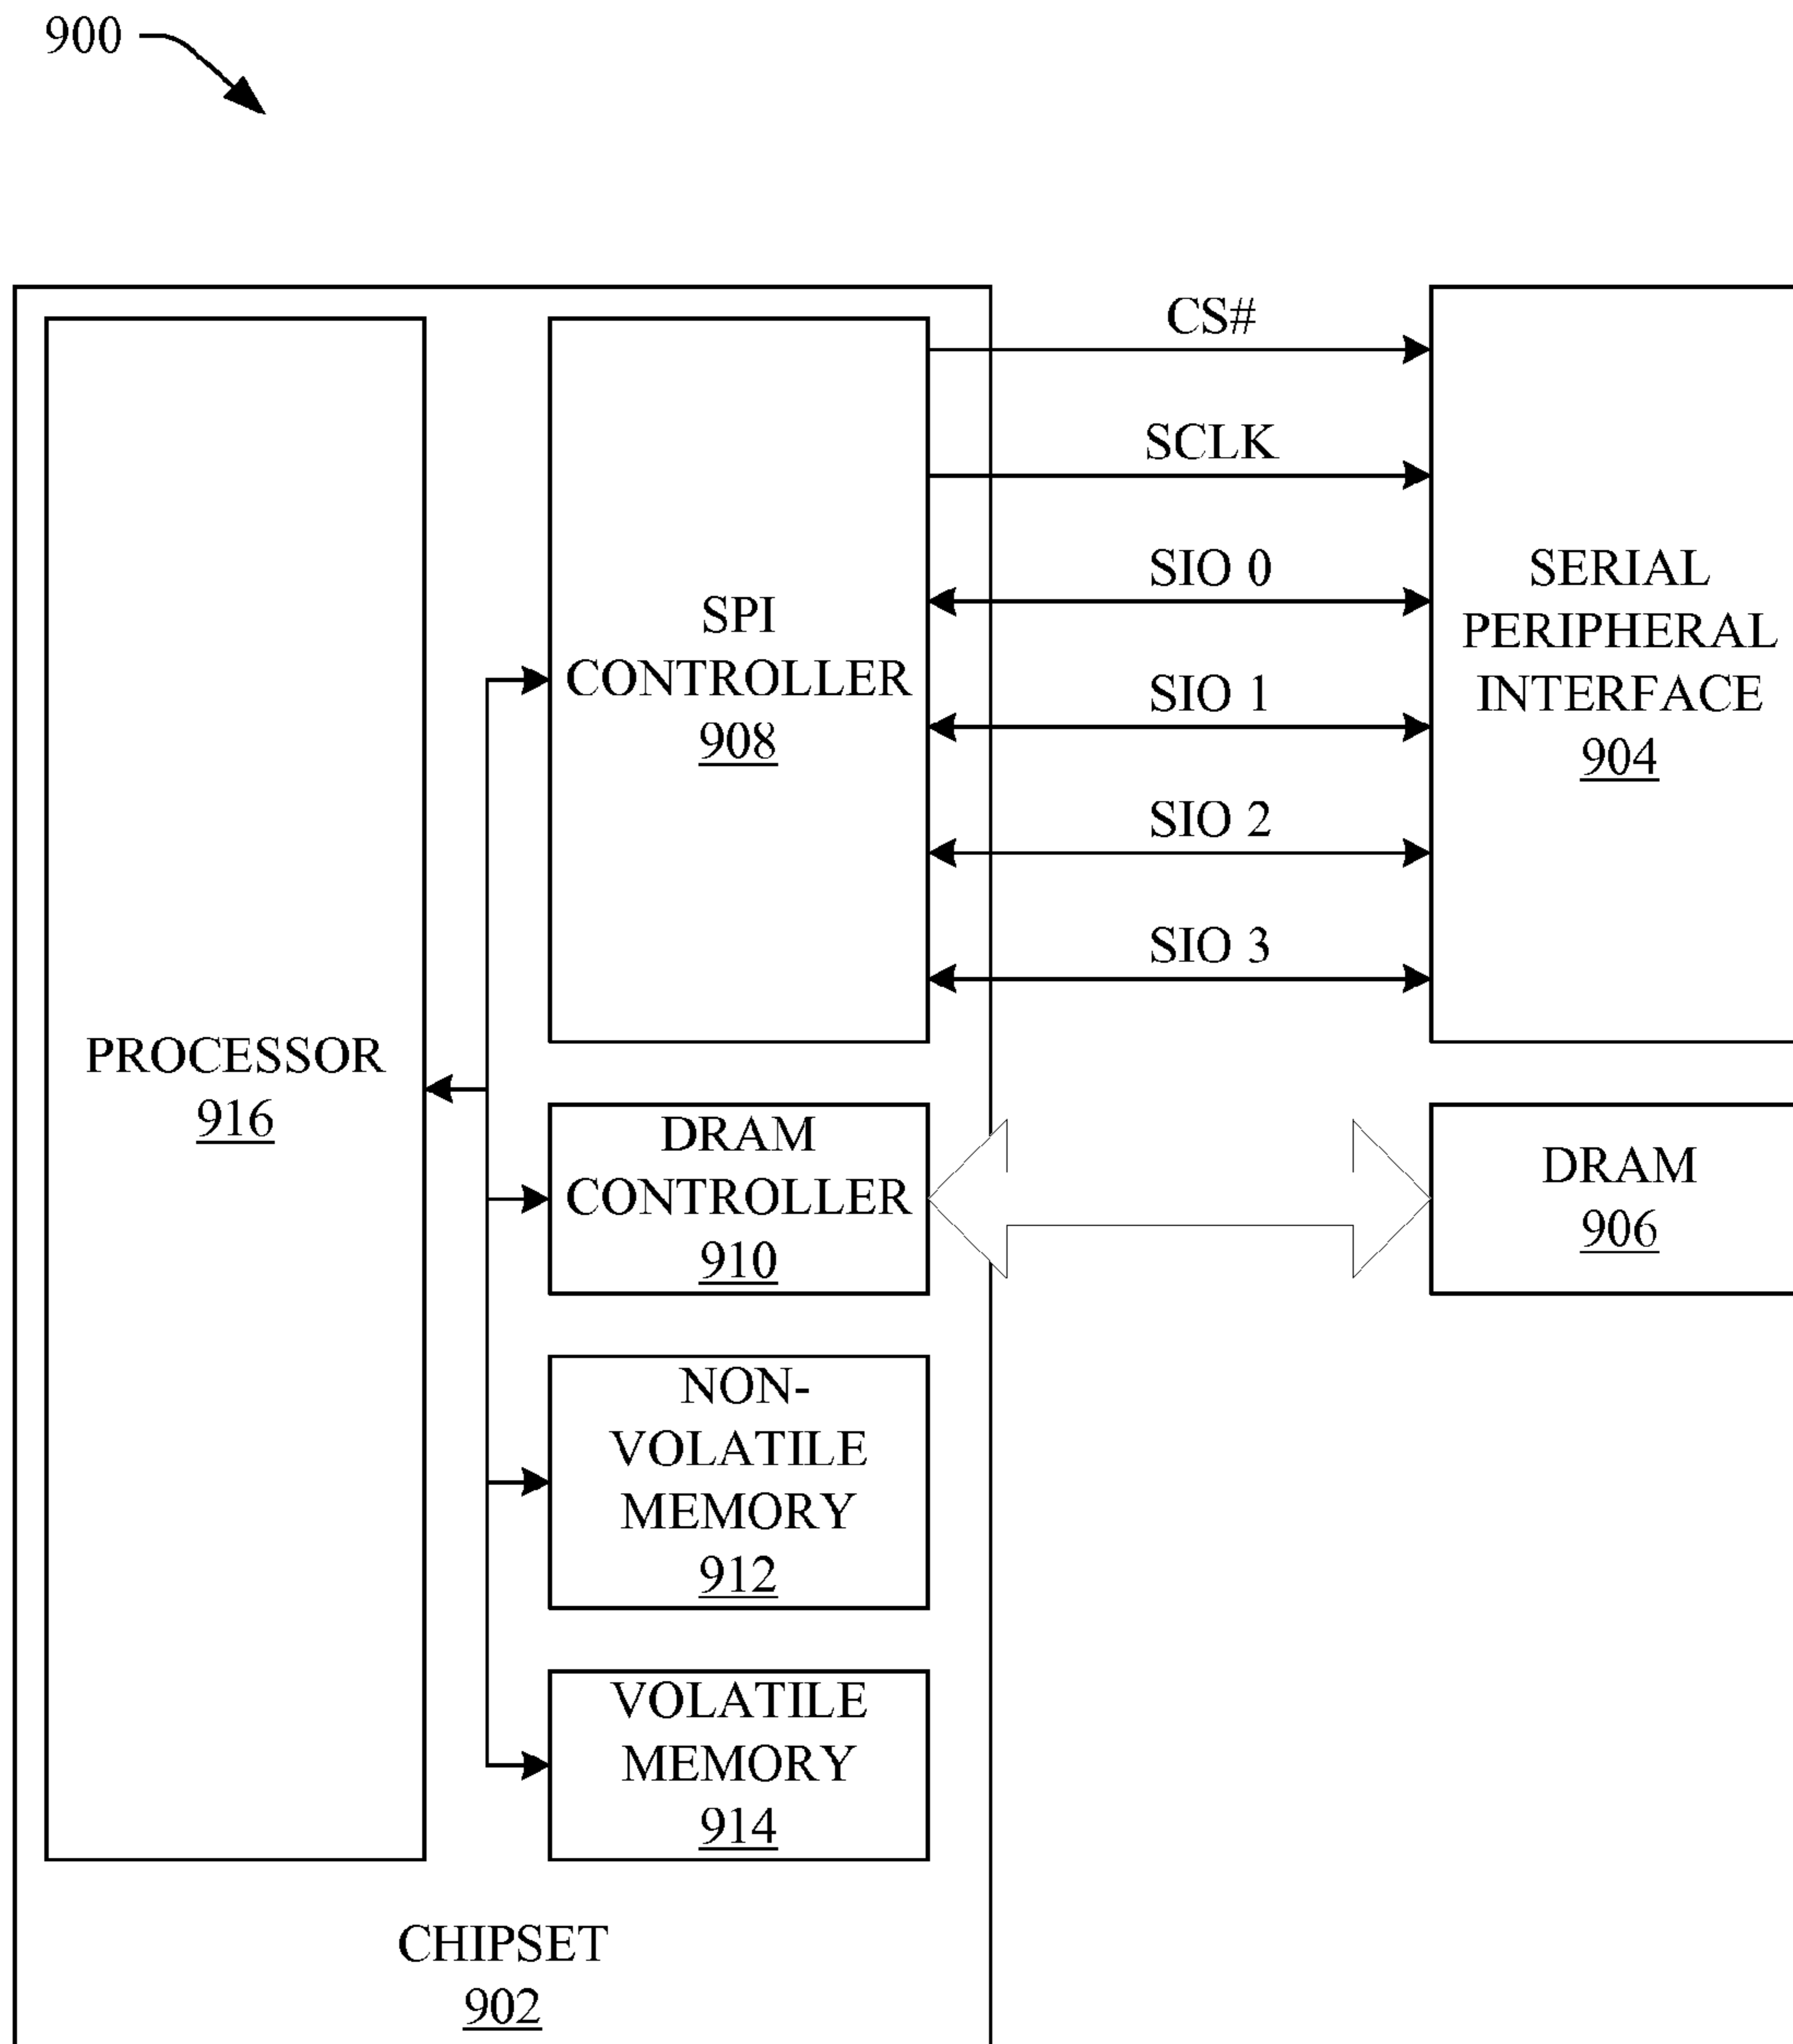 900
CS#
SCLK
SIO 0
SIO 1
SIO 2
SIO 3
SPI
CONTROLLER
908
SERIAL
PERIPHERAL
INTERFACE
904
PROCESSOR
916
DRAM
CONTROLLER
910
DRAM
906
NON-
VOLATILE
MEMORY
912
VOLATILE
MEMORY
914
CHIPSET
902